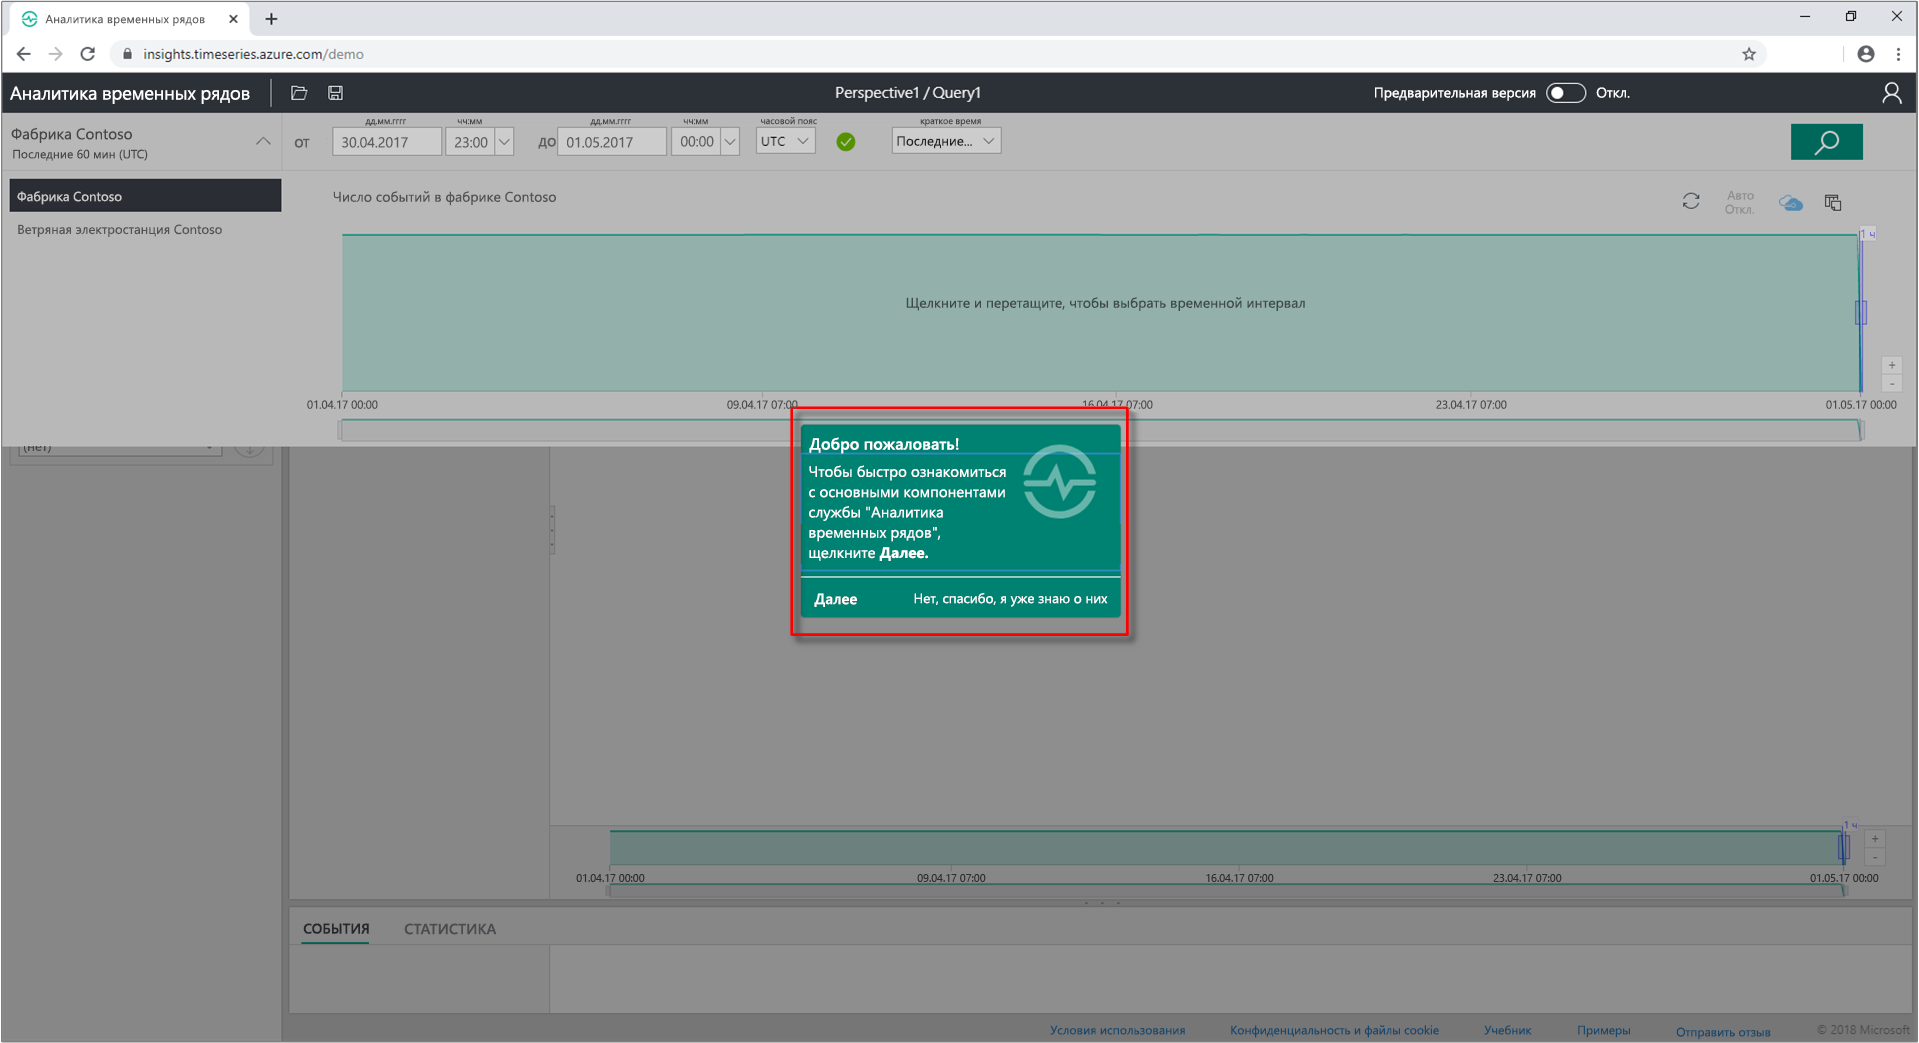 Аналитика временных рядов
insights.timeseries.azure.com/demo
Аналитика временных рядов
Perspective1 / Query1
Предварительная версия
Откл.
Фабрика Contoso
Последние 60 мин (UTC)
от
дд.мм.гггг
30.04.2017
чч:мм
23:00
до
дд.мм.гггг
01.05.2017
чч:мм
00:00
часовой пояс
UTC
краткое время
Последние...
Фабрика Contoso
Ветряная электростанция Contoso
Число событий в фабрике Contoso
Авто
Откл.
1 ч
Щелкните и перетащите, чтобы выбрать временной интервал
+
-
01.04.17 00:00
09.04.17 07:00
16.04.17 07:00
23.04.17 07:00
01.05.17 00:00
(нет)
Добро пожаловать!
Чтобы быстро ознакомиться
с основными компонентами
службы "Аналитика
временных рядов",
щелкните Далее.
Далее
Нет, спасибо, я уже знаю о них
1 ч
+
-
01.04.17 00:00
09.04.17 07:00
16.04.17 07:00
23.04.17 07:00
01.05.17 00:00
СОБЫТИЯ
СТАТИСТИКА
Условия использования
Конфиденциальность и файлы cookie
Учебник
Примеры
Отправить отзыв
© 2018 Microsoft